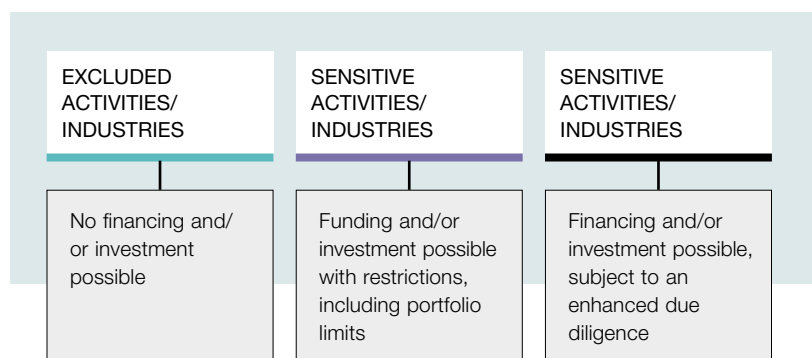 EXCLUDED
ACTIVITIES/
INDUSTRIES
No financing and/
or investment
possible
SENSITIVE
ACTIVITIES/
INDUSTRIES
Funding and/or
investment possible
with restrictions,
including portfolio
limits
SENSITIVE
ACTIVITIES/
INDUSTRIES
Financing and/or
investment possible,
subject to an
enhanced due
diligence